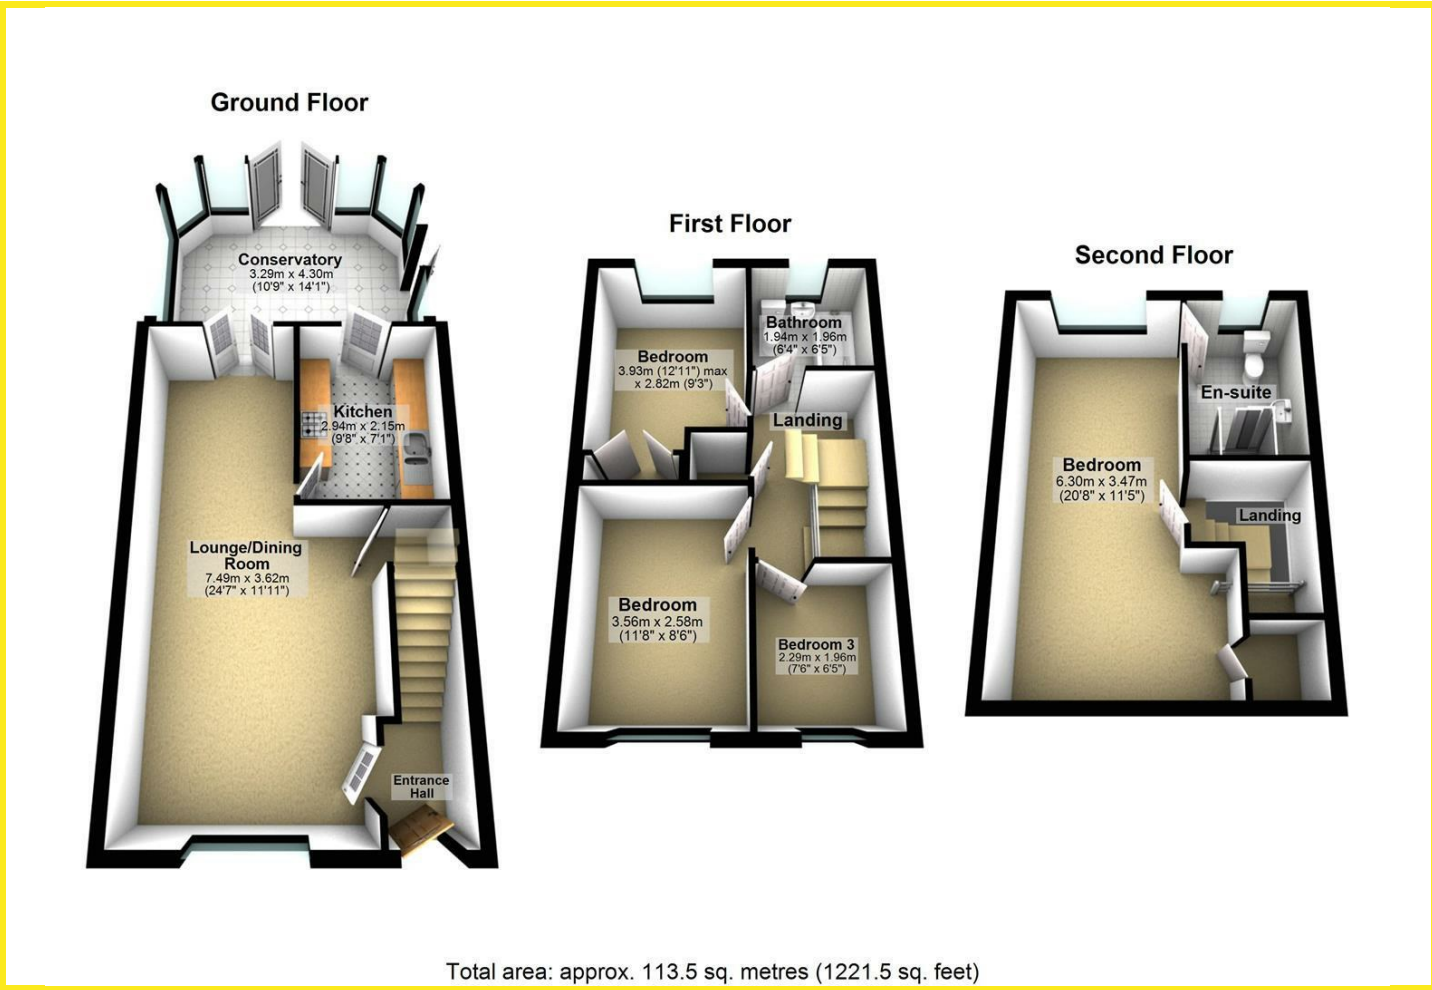 Ground Floor
Conservatory
3.29m x 4.30m
(10'9" x 14'1")
Kitchen
2.94m x 2.15m
(9'8" x 7'1")
Lounge/Dining
Room
7.49m x 3.62m
(24'7" x 11'11")
Entrance
Hall
First Floor
Bedroom
3.93m (12'11") max
x 2.82m (9'3")
Bathroom
1.94m x 1.96m
(6'4" x 6'5")
Landing
Bedroom
3.56m x 2.58m
(11'8" x 8'6")
Bedroom 3
2.29m x 1.96m
(7'6" x 6'5")
Second Floor
En-suite
Bedroom
6.30m x 3.47m
(20'8" x 11'5")
Landing
Total area: approx. 113.5 sq. metres (1221.5 sq. feet)